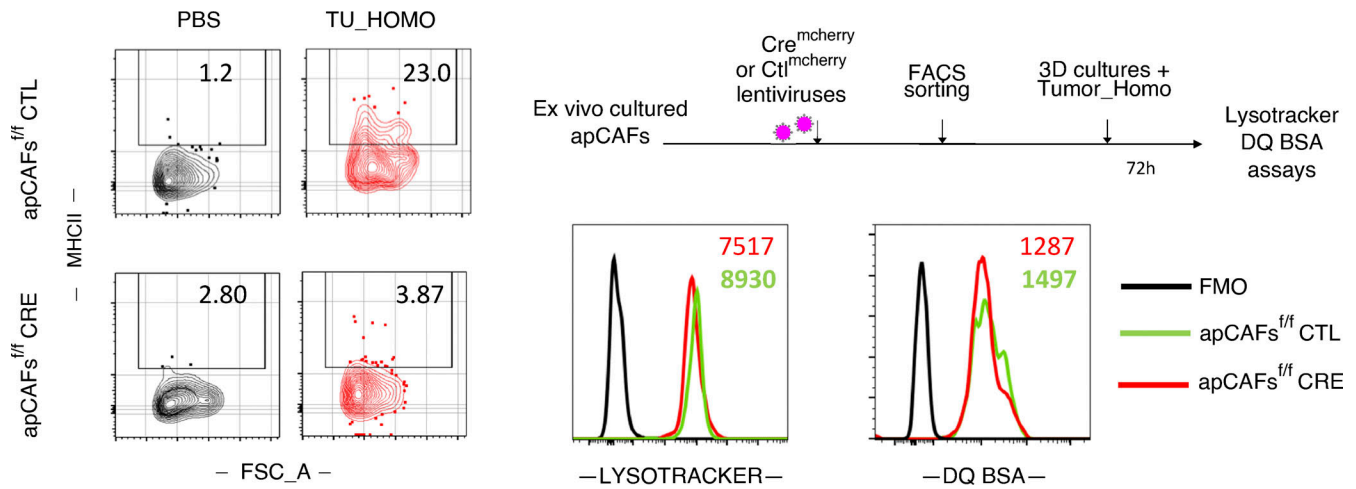 PBS
TU_HOMO
apCAFs^f/f CTL
1.2
23.0
MHCII
apCAFs^f/f CRE
2.80
3.87
– FSC_A –
Ex vivo cultured
apCAFs
Cre^mcherry
or Ctl^mcherry
lentiviruses
FACS
sorting
3D cultures +
Tumor_Homo
72h
Lysotracker
DQ BSA
assays
7517
8930
—LYSOTRACKER—
1287
1497
—DQ BSA—
FMO
apCAFs^f/f CTL
apCAFs^f/f CRE